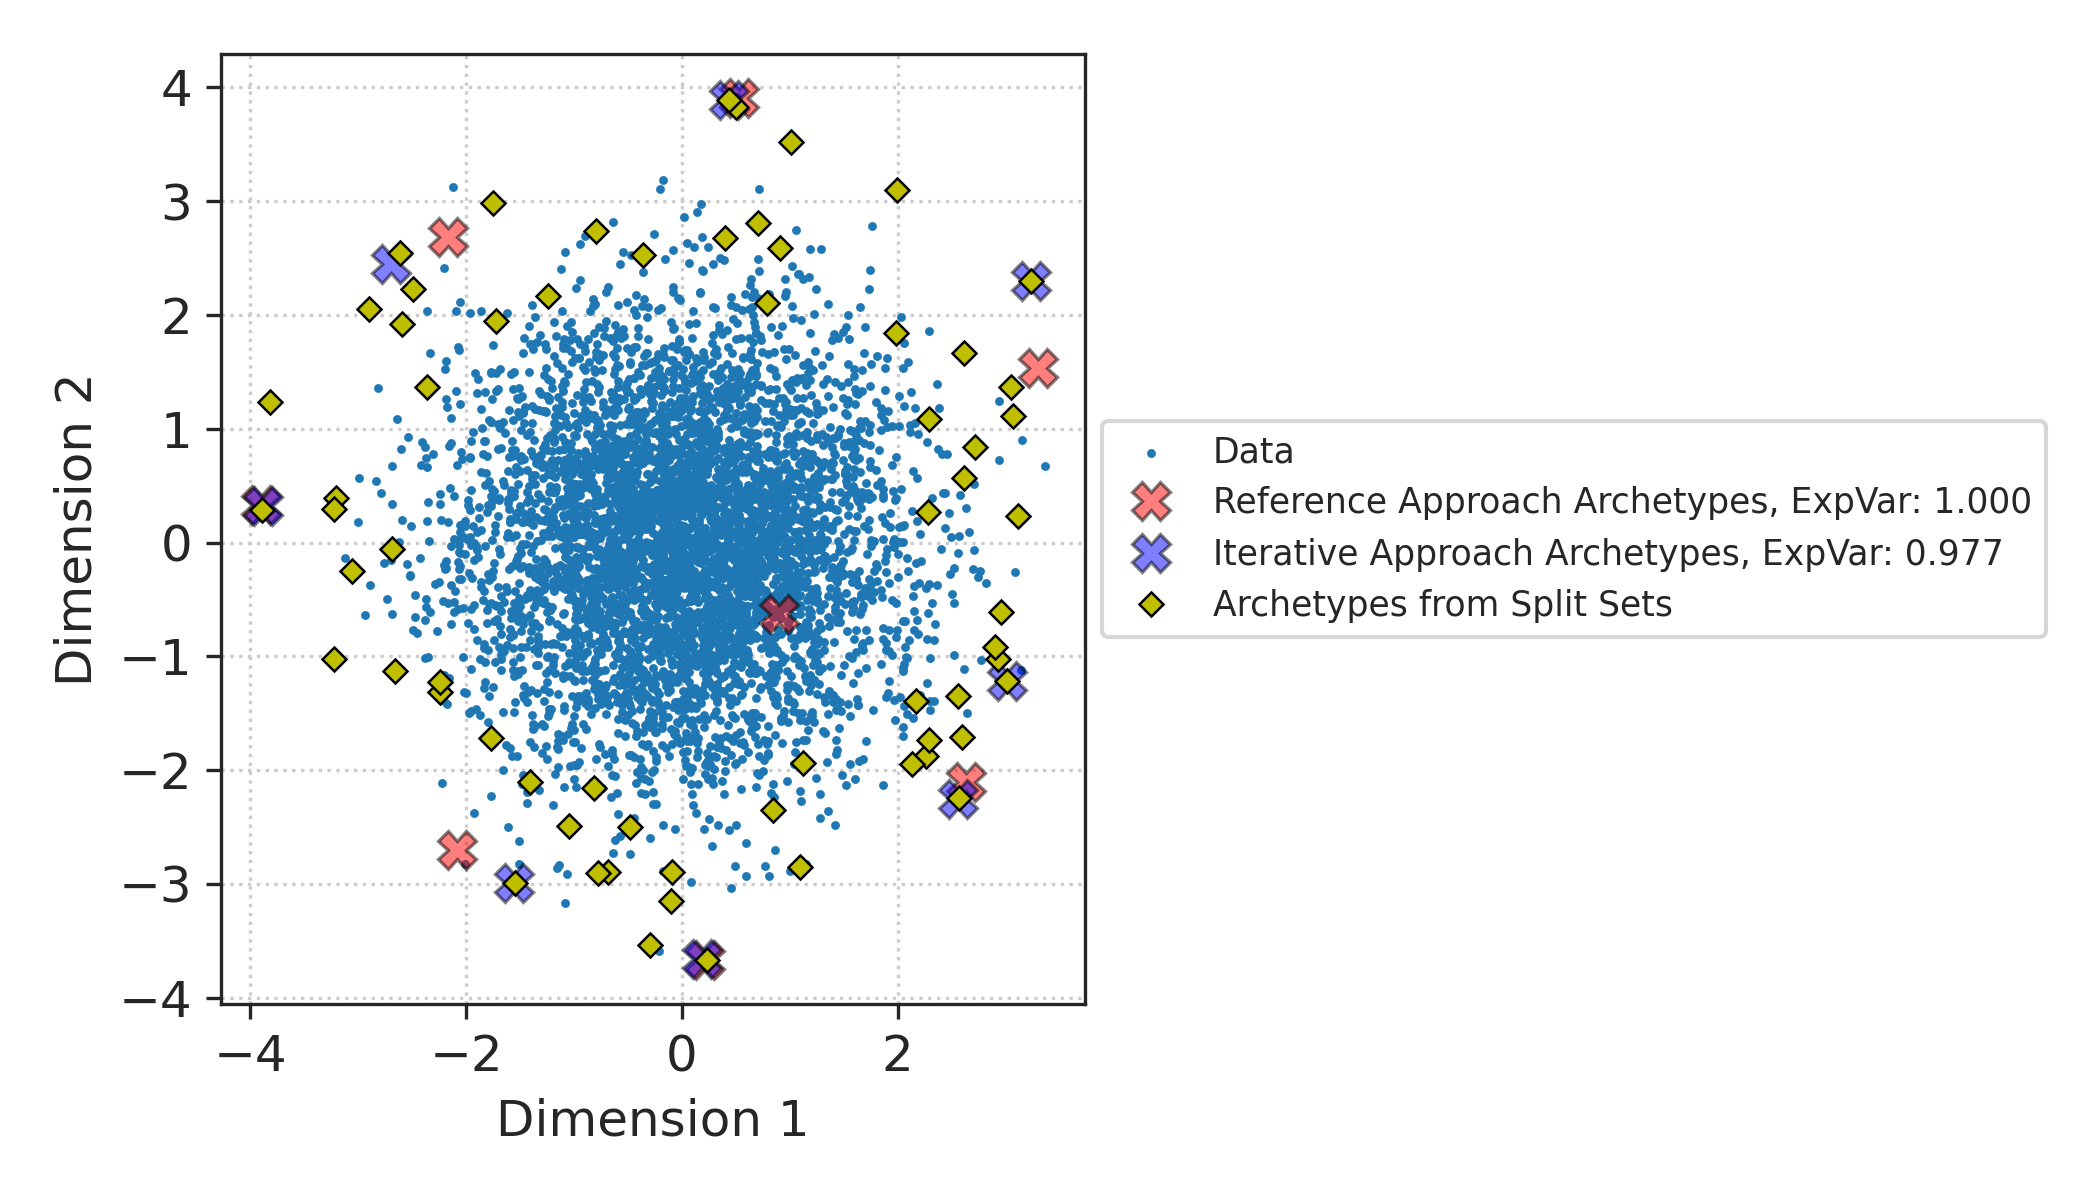 4
3
2
1
0
−1
−2
−3
−4
−4 −2 0 2
Dimension 1
Dimension 2
Data
Reference Approach Archetypes, ExpVar: 1.000
Iterative Approach Archetypes, ExpVar: 0.977
Archetypes from Split Sets